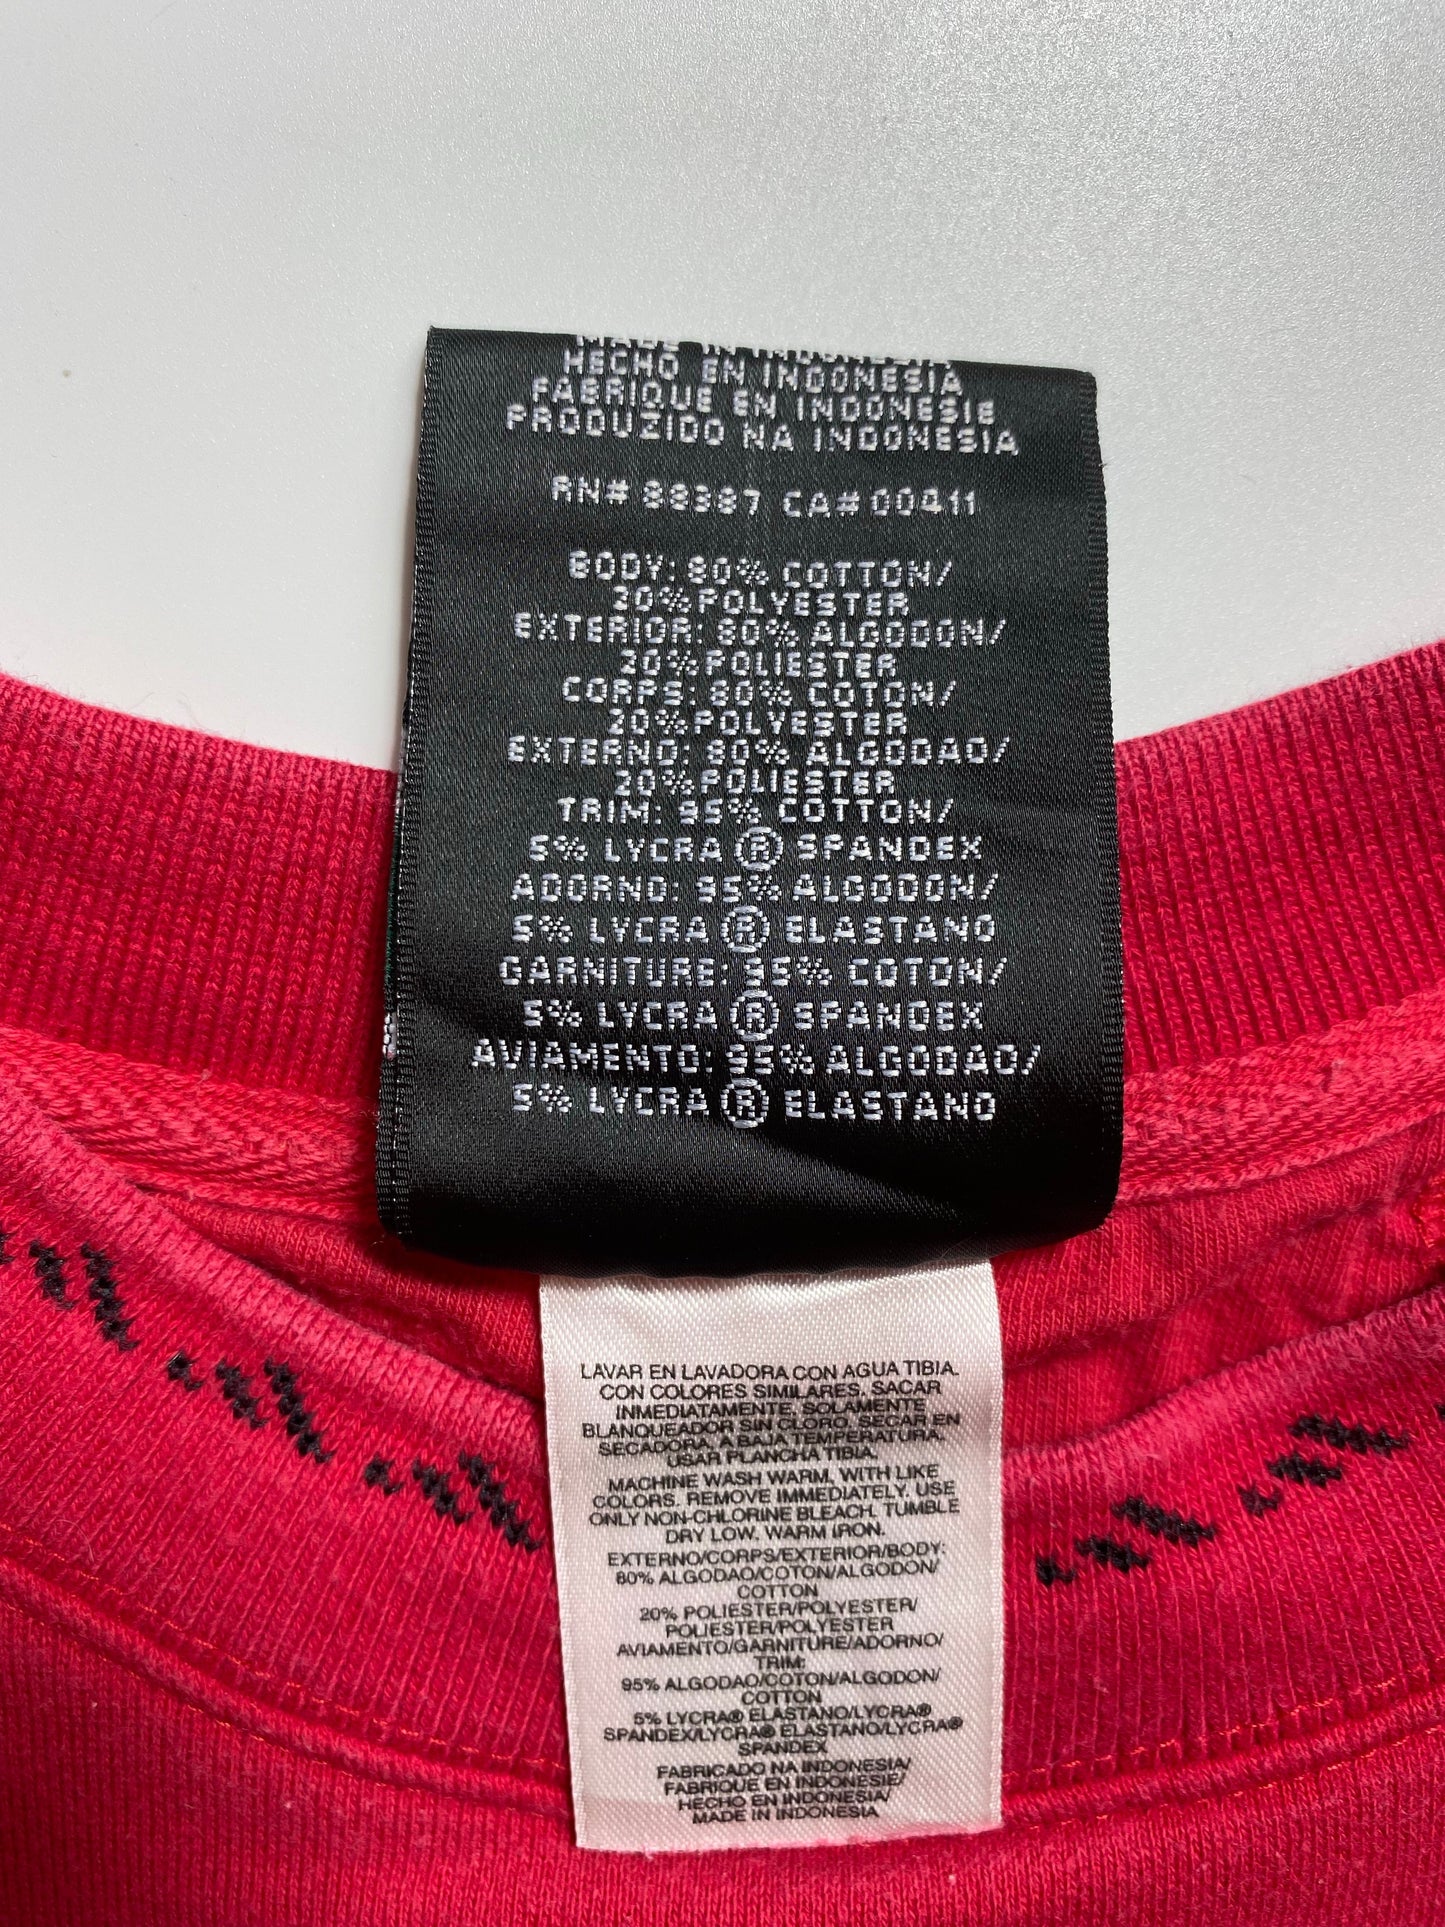 MADE IN INDONESIA
HECHO EN INDONESIA
FABRIQUE EN INDONESIE
PRODUZIDO NA INDONESIA
RN# 88387 CA# 00411
BODY: 80% COTTON/
20% POLYESTER
EXTERIOR: 80% ALGODON/
20% POLIESTER
CORPS: 80% COTON/
20% POLYESTER
EXTERNO: 80% ALGODAO/
20% POLIESTER
TRIM: 95% COTTON/
5% LYCRA ® SPANDEX
ADORNO: 95% ALGODON/
5% LYCRA ® ELASTANO
GARNITURE: 95% COTON/
5% LYCRA ® SPANDEX
AVIAMENTO: 95% ALGODAO/
5% LYCRA ® ELASTANO
LAVAR EN LAVADORA CON AGUA TIBIA.
CON COLORES SIMILARES. SACAR
INMEDIATAMENTE. SOLAMENTE
BLANQUEADOR SIN CLORO. SECAR EN
SECADORA, A BAJA TEMPERATURA.
USAR PLANCHA TIBIA.
MACHINE WASH WARM, WITH LIKE
COLORS. REMOVE IMMEDIATELY. USE
ONLY NON-CHLORINE BLEACH. TUMBLE
DRY LOW. WARM IRON.
EXTERNO/CORPS/EXTERIOR/BODY:
80% ALGODAO/COTON/ALGODON/
COTTON
20% POLIESTER/POLYESTER/
POLIESTER/POLYESTER
AVIAMENTO/GARNITURE/ADORNO/
TRIM:
95% ALGODAO/COTON/ALGODON/
COTTON
5% LYCRA® ELASTANO/LYCRA®
SPANDEX/LYCRA® ELASTANO/LYCRA®
SPANDEX
FABRICADO NA INDONESIA/
FABRIQUE EN INDONESIE/
HECHO EN INDONESIA/
MADE IN INDONESIA